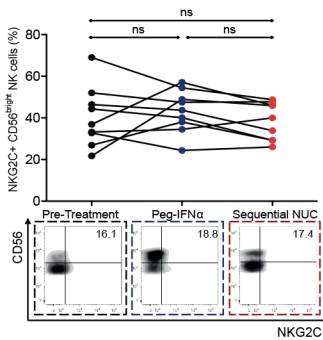 ns
ns
ns
NKG2C+ CD56bright NK cells (%)
80
60
40
20
0
Pre-Treatment
Peg-IFNα
Sequential NUC
CD56
16.1
18.8
17.4
NKG2C